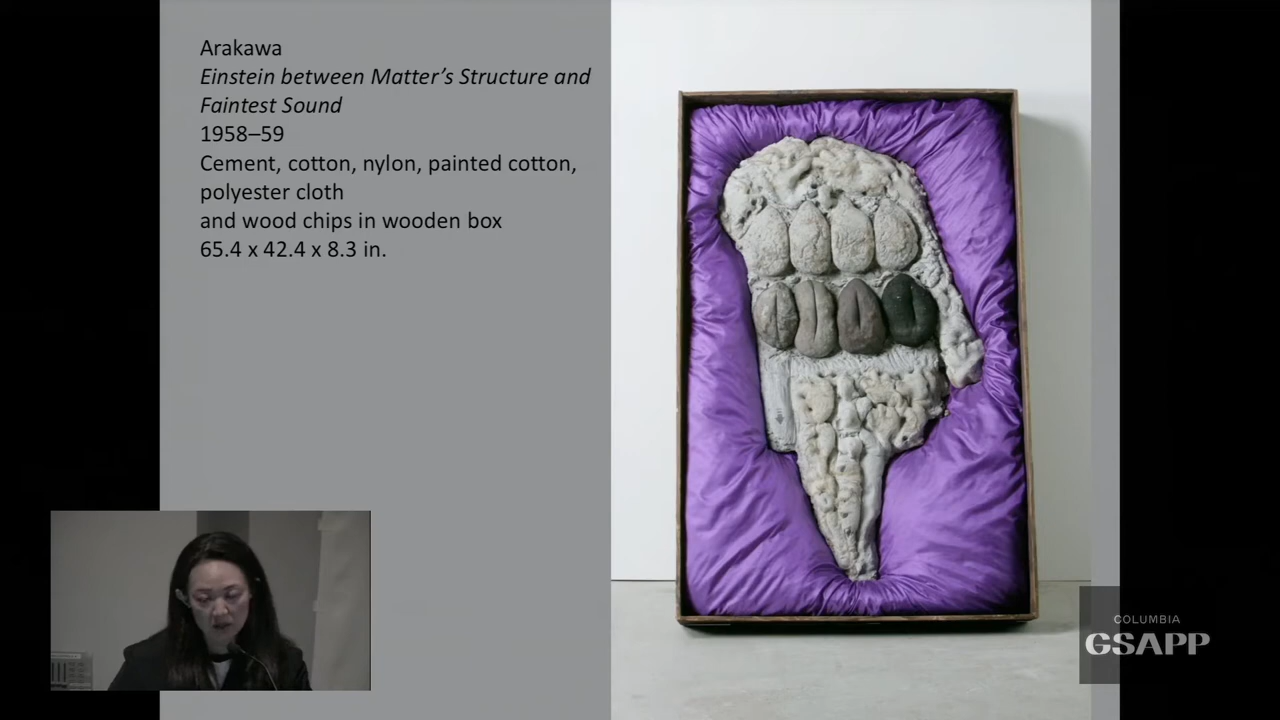 Arakawa
Einstein between Matter’s Structure and
Faintest Sound
1958–59
Cement, cotton, nylon, painted cotton,
polyester cloth
and wood chips in wooden box
65.4 x 42.4 x 8.3 in.
COLUMBIA
GSAPP